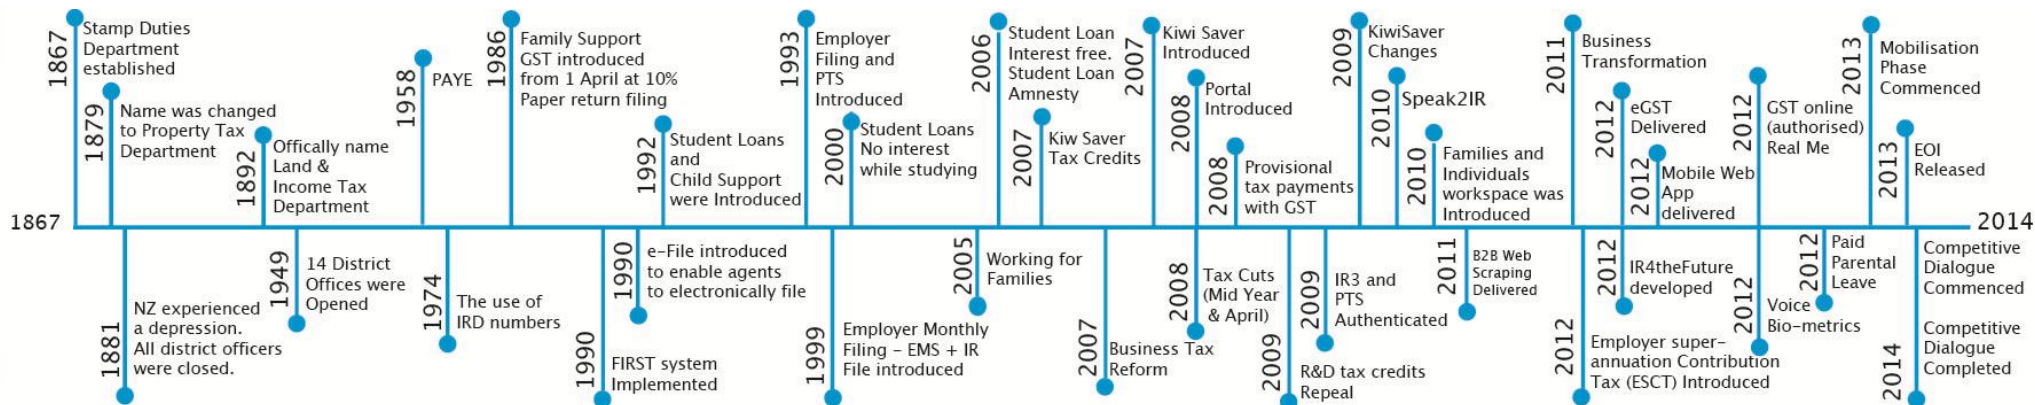 1867
1867
Stamp Duties
Department
established
1879
Name was changed
to Property Tax
Department
1881
NZ experienced
a depression.
All district officers
were closed.
1892
Offically name
Land &
Income Tax
Department
1949
14 District
Offices were
Opened
1958
PAYE
1974
The use of
IRD numbers
1986
Family Support
GST introduced
from 1 April at 10%
Paper return filing
1990
FIRST system
Implemented
1990
e-File introduced
to enable agents
to electronically file
1992
Student Loans
and
Child Support
were Introduced
1993
Employer
Filing and
PTS
Introduced
1999
Employer Monthly
Filing – EMS + IR
File introduced
2000
Student Loans
No interest
while studying
2005
Working for
Families
2006
Student Loan
Interest free.
Student Loan
Amnesty
2007
Kiw Saver
Tax Credits
2007
Business Tax
Reform
2007
Kiwi Saver
Introduced
2008
Portal
Introduced
2008
Tax Cuts
(Mid Year
& April)
2008
Provisional
tax payments
with GST
2009
R&D tax credits
Repeal
2009
IR3 and
PTS
Authenticated
2009
KiwiSaver
Changes
2010
Speak2IR
2010
Families and
Individuals
workspace was
Introduced
2011
B2B Web
Scraping
Delivered
2011
Business
Transformation
2012
Employer super-
annuation Contribution
Tax (ESCT) Introduced
2012
eGST
Delivered
2012
IR4theFuture
developed
2012
Mobile Web
App
delivered
2012
GST online
(authorised)
Real Me
2012
Voice
Bio-metrics
2012
Paid
Parental
Leave
2013
Mobilisation
Phase
Commenced
2013
EOI
Released
2014
Competitive
Dialogue
Commenced
Competitive
Dialogue
Completed
2014